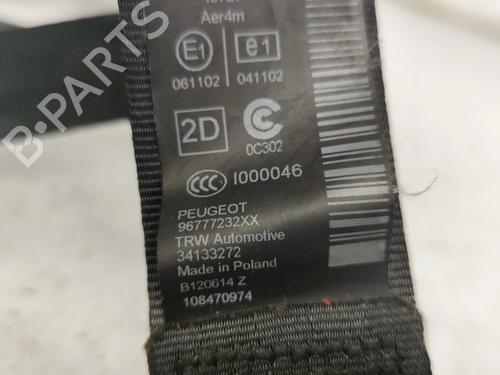 Aer4m
E1 e1
061102 041102
2D C
0C302
CCC I000046
PEUGEOT
96777232XX
TRW Automotive
34133272
Made in Poland
B120614 Z
108470974
B-PARTS